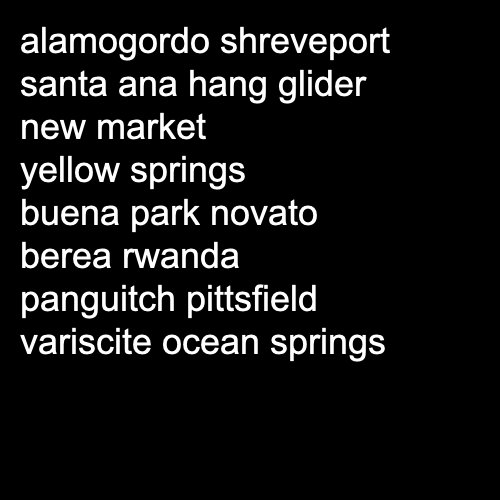 alamogordo shreveport
santa ana hang glider
new market
yellow springs
buena park novato
berea rwanda
panguitch pittsfield
variscite ocean springs